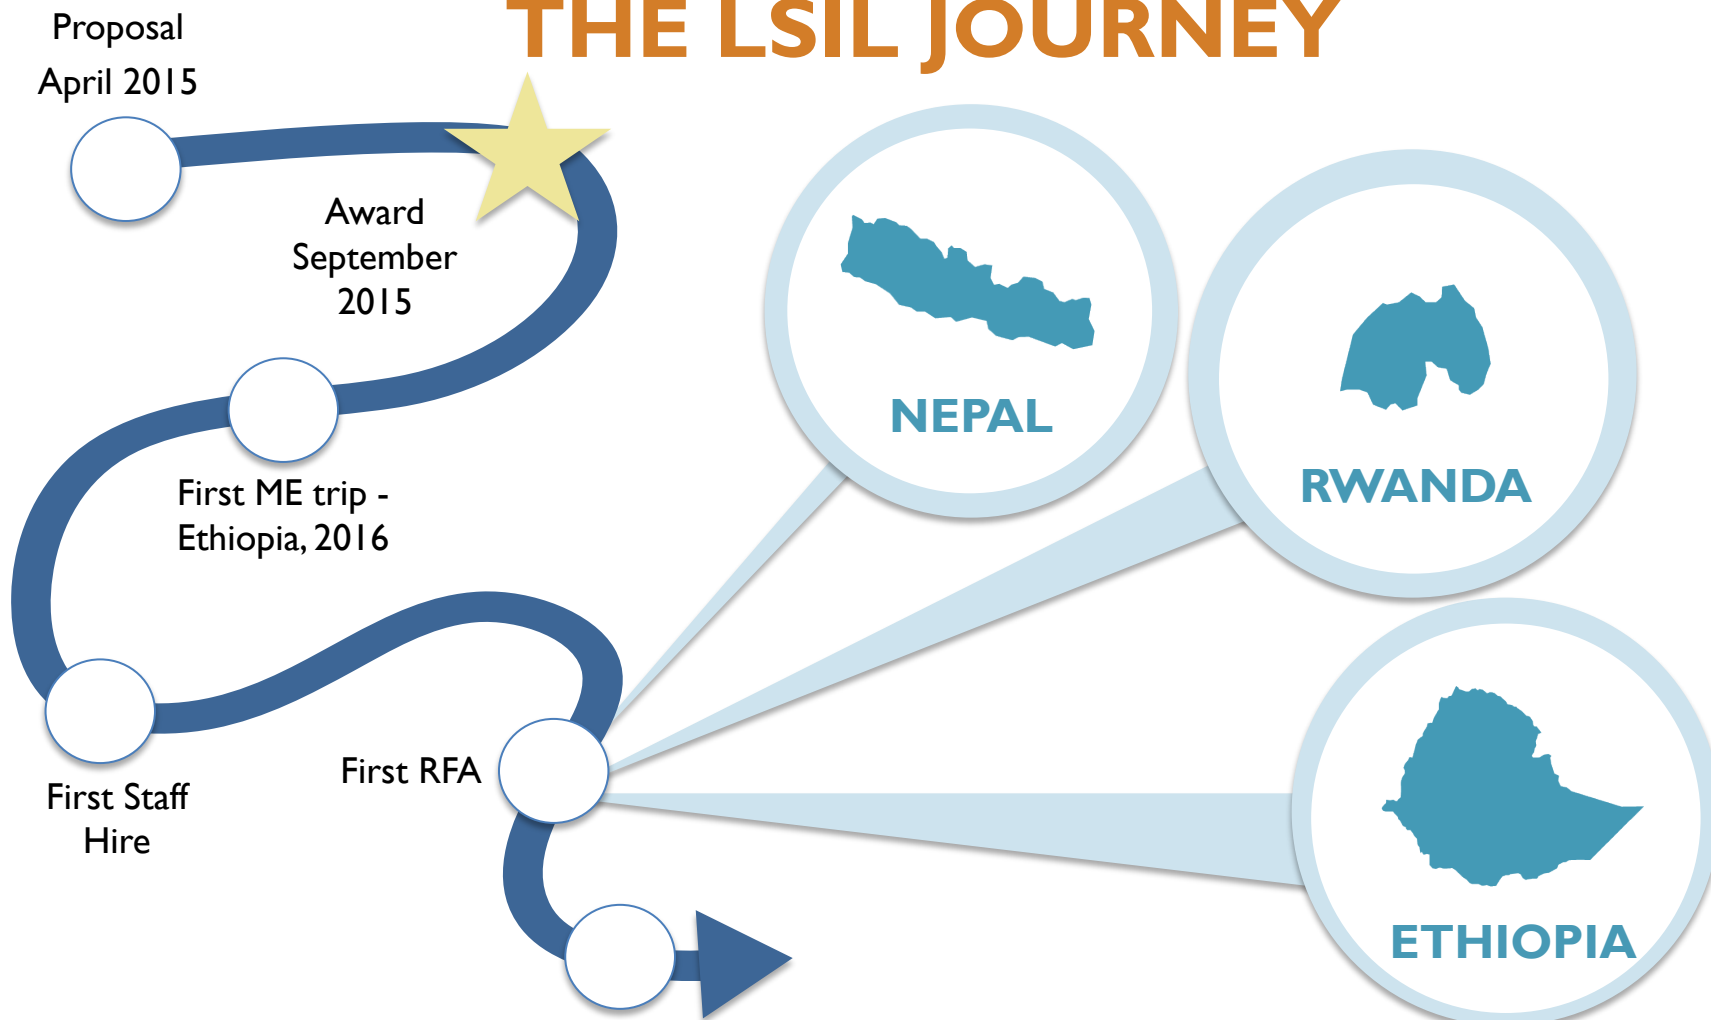 THE LSIL JOURNEY
Proposal
April 2015
Award
September
2015
First ME trip -
Ethiopia, 2016
First Staff
Hire
First RFA
NEPAL
RWANDA
ETHIOPIA